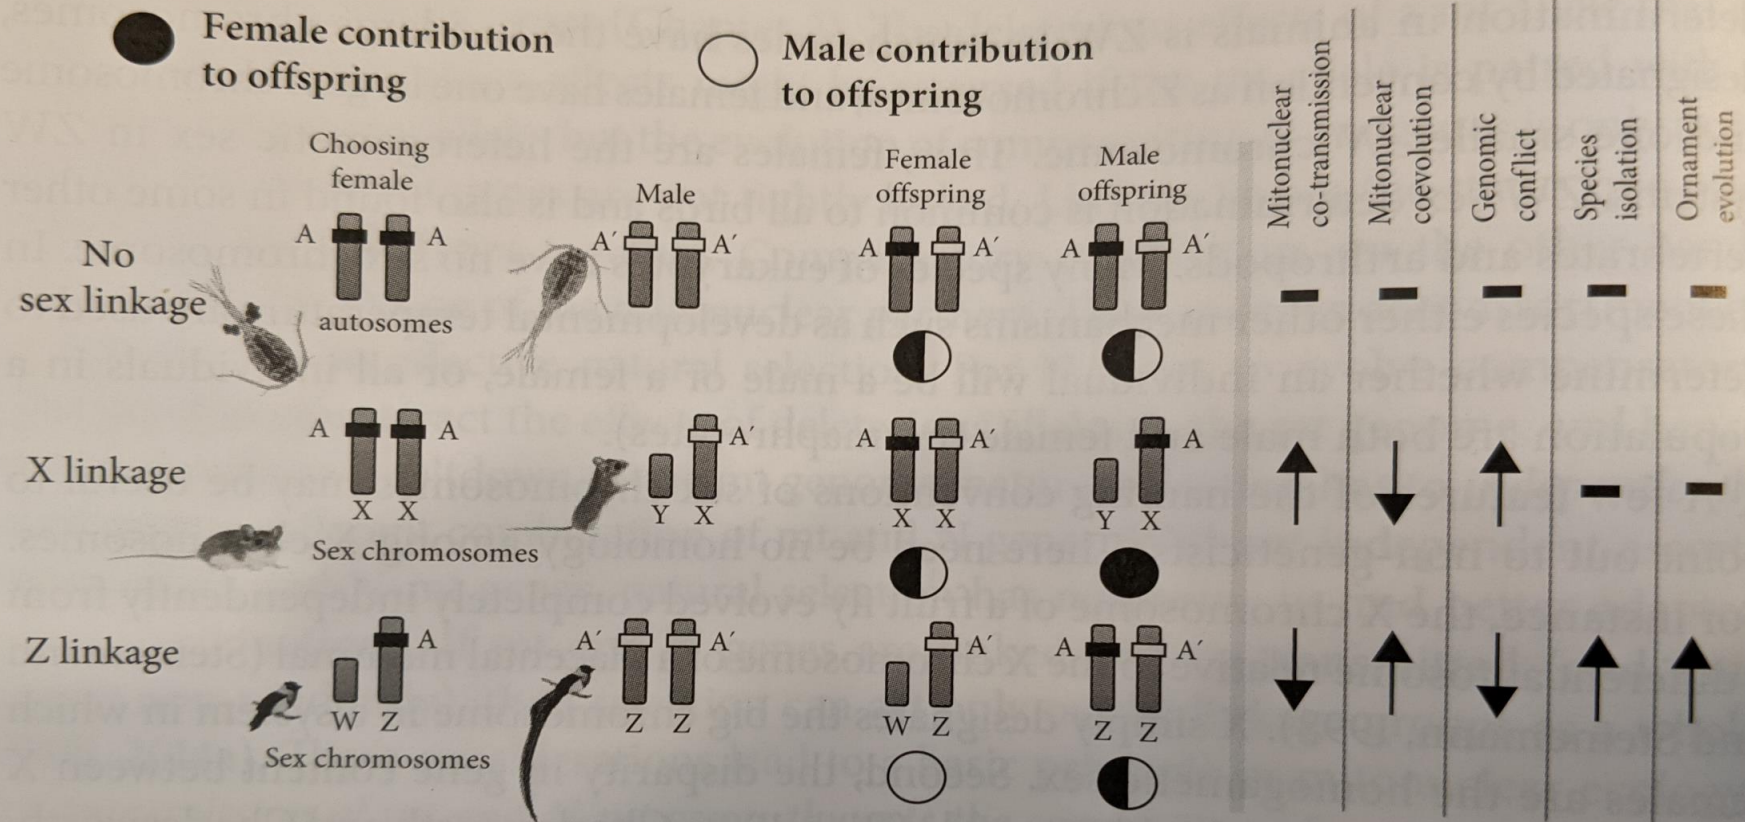 Female contribution
to offspring
Male contribution
to offspring
Choosing
female
Male
Female
offspring
Male
offspring
Mitonuclear
co-transmission
Mitonuclear
coevolution
Genomic
conflict
Species
isolation
Ornament
evolution
No
sex linkage
A A
autosomes
A′ A′
A A′
A A′
X linkage
A A
X X
Sex chromosomes
A′
Y X
A A′
X X
A
Y X
Z linkage
A
W Z
Sex chromosomes
A′ A′
Z Z
A′
W Z
A A′
Z Z